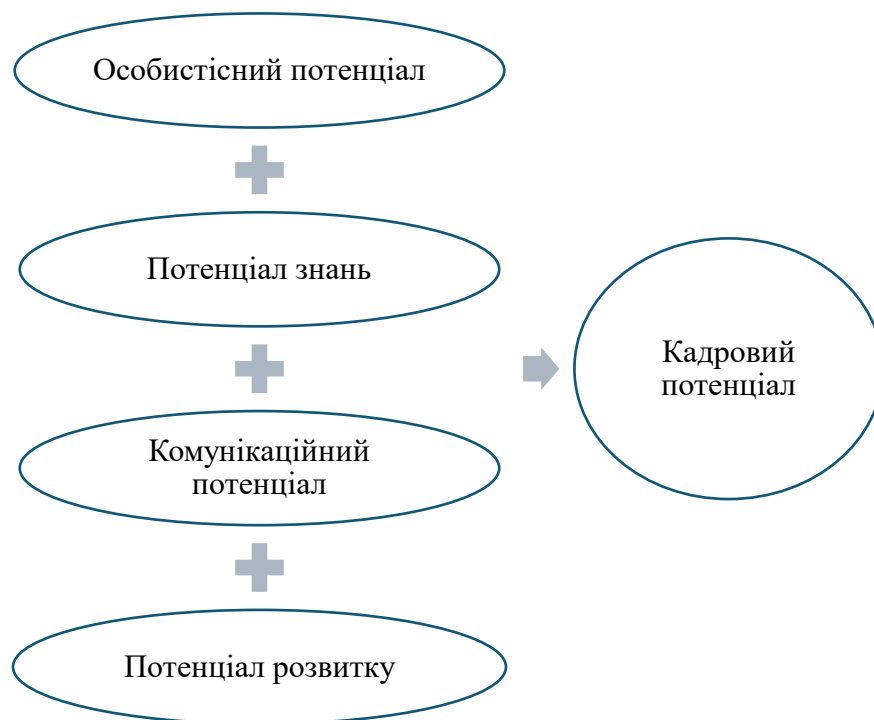 Особистісний потенціал
Потенціал знань
Комунікаційний
потенціал
Потенціал розвитку
Кадровий
потенціал